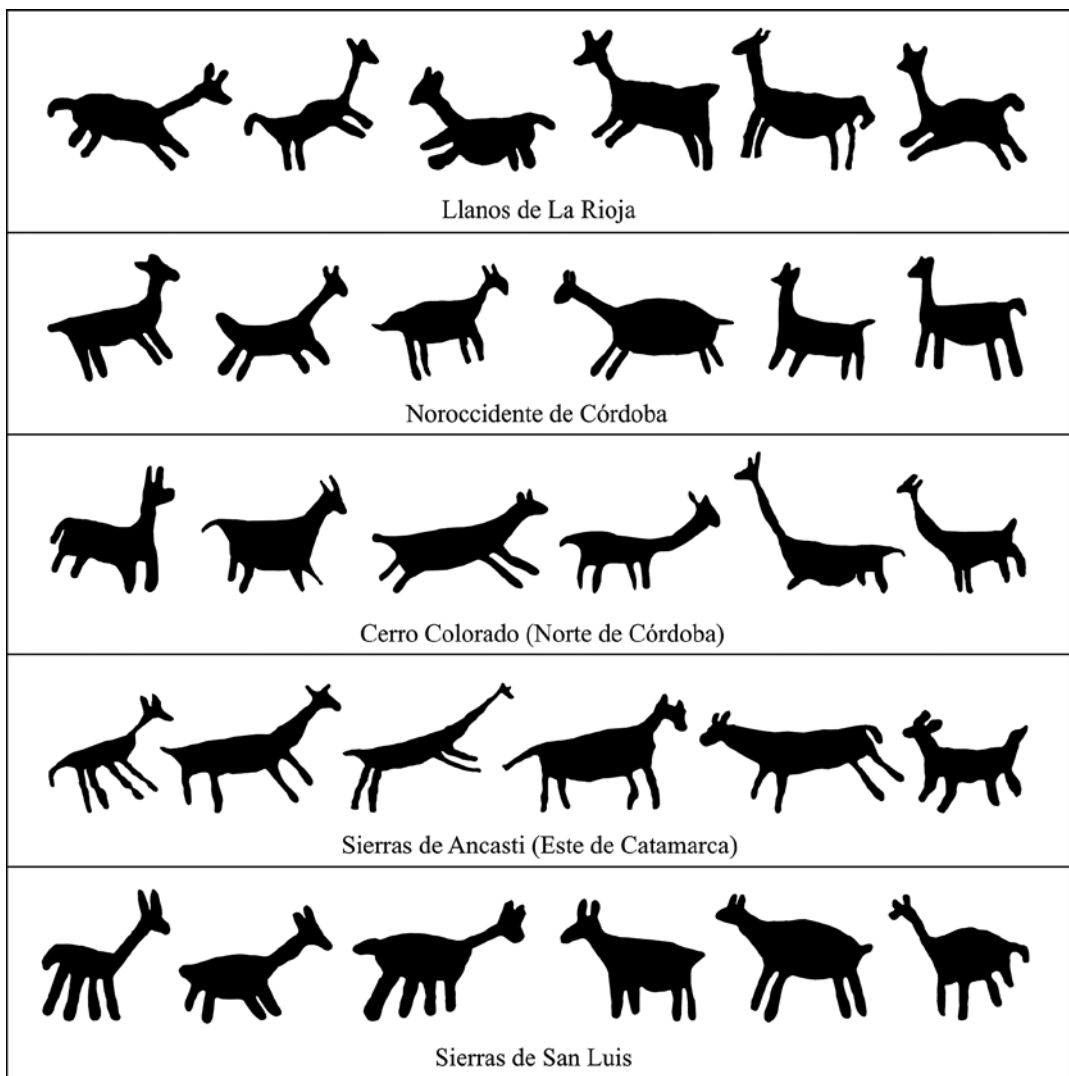 Llanos de La Rioja
Noroccidente de Córdoba
Cerro Colorado (Norte de Córdoba)
Sierras de Ancasti (Este de Catamarca)
Sierras de San Luis